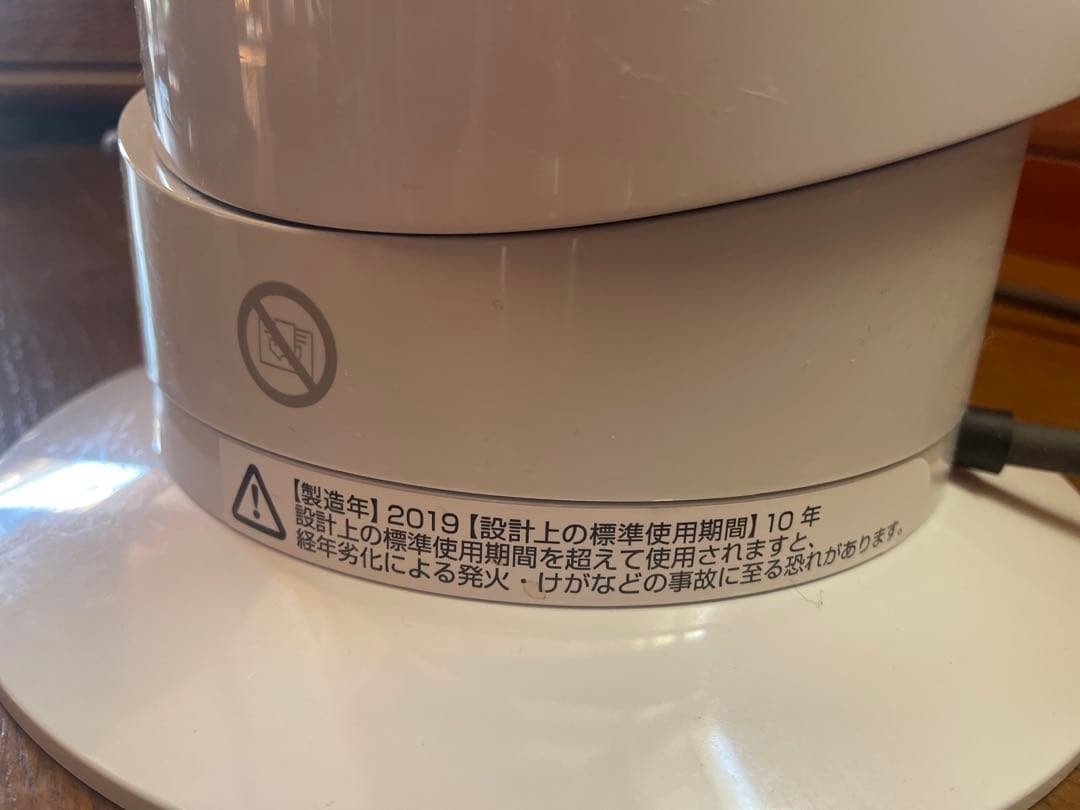 【製造年】2019【設計上の標準使用期間】10 年
設計上の標準使用期間を超えて使用されますと、
経年劣化による発火・けがなどの事故に至る恐れがあります。